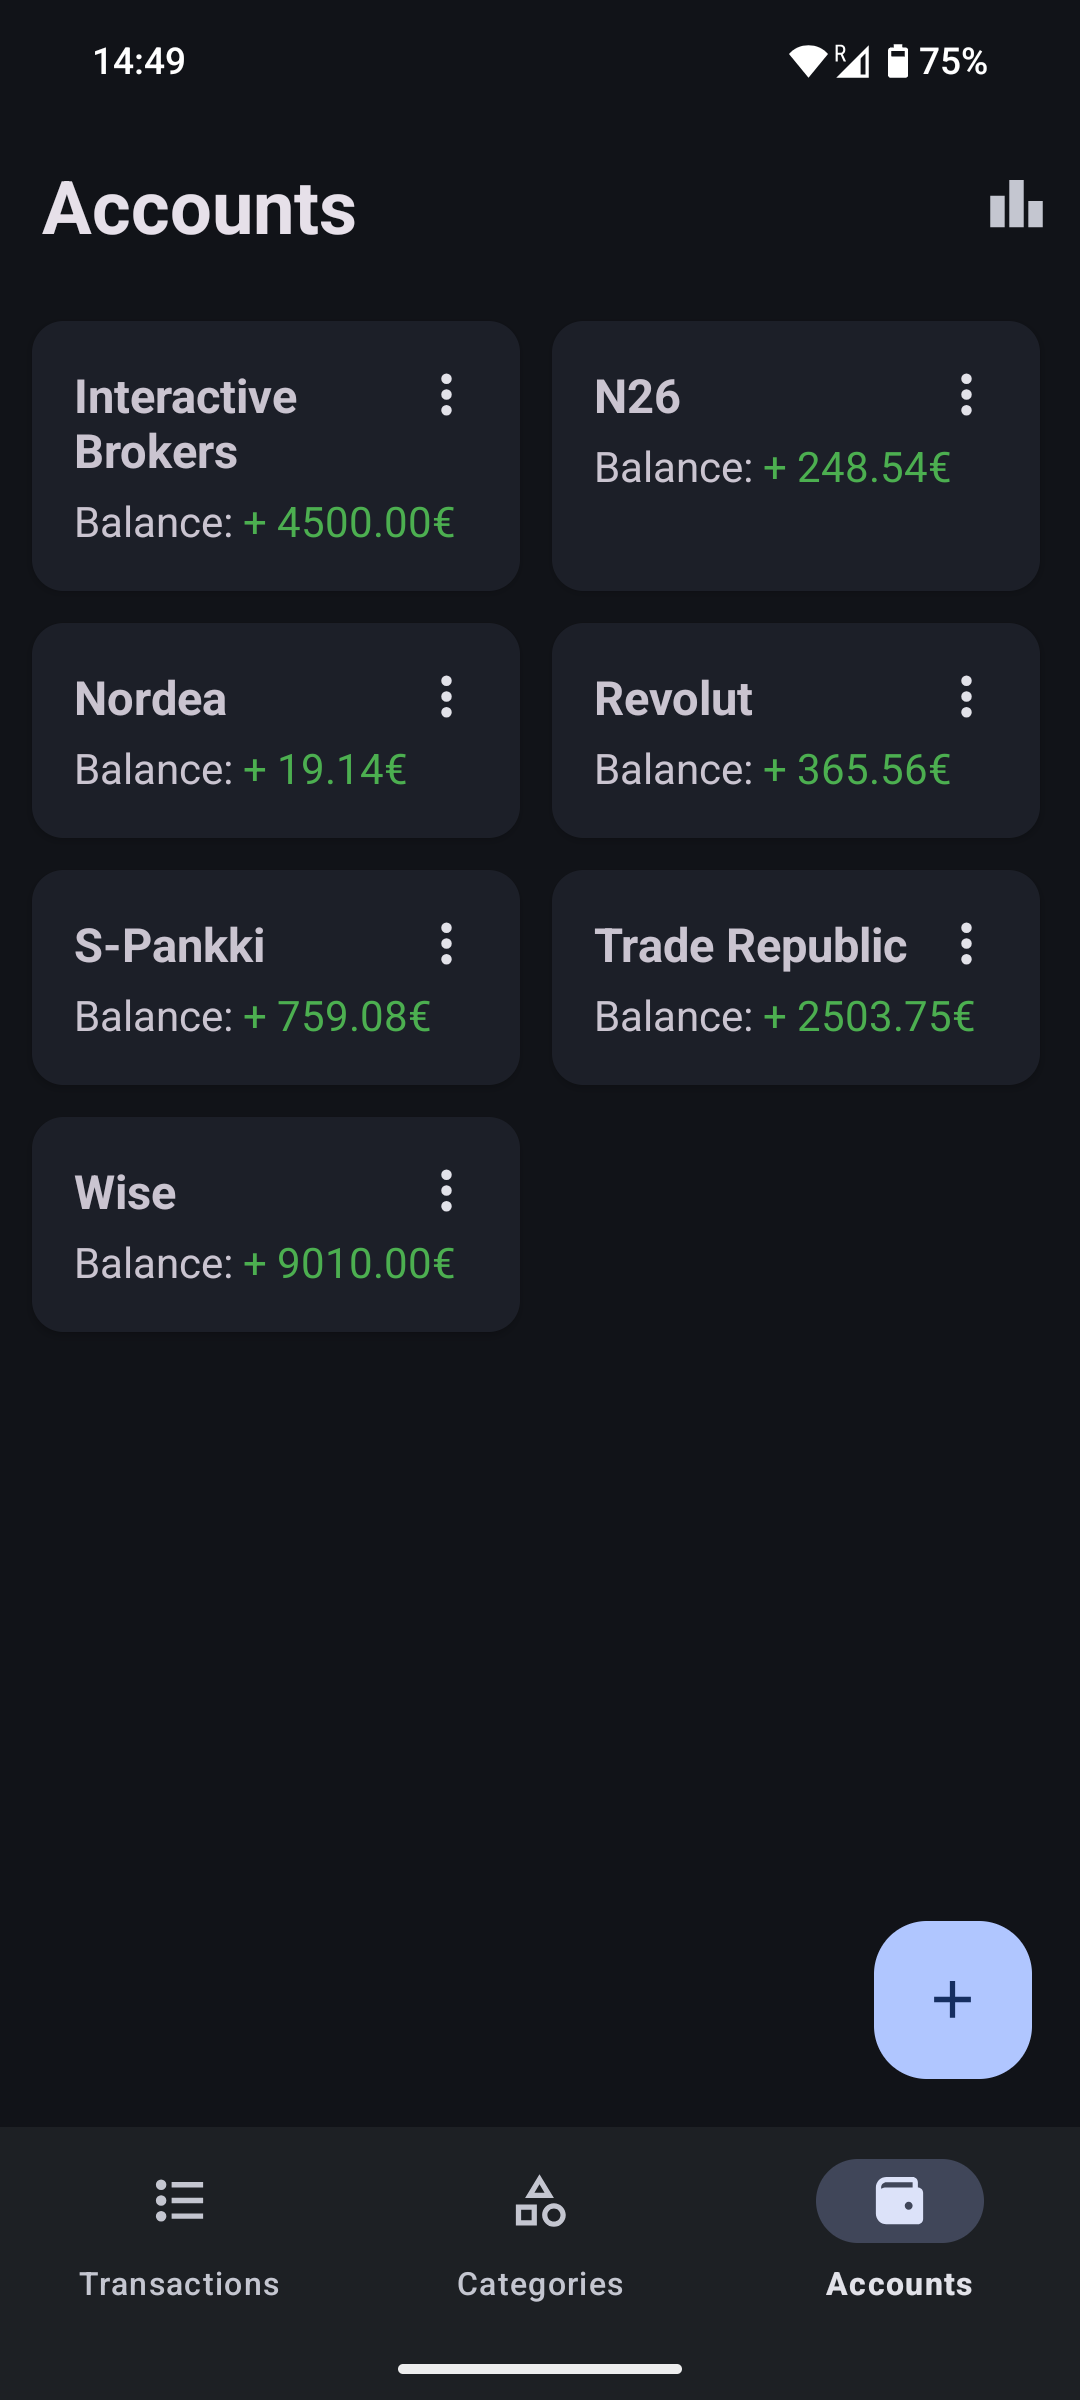 14:49
R
75%
Accounts
Interactive
Brokers
Balance: + 4500.00€
N26
Balance: + 248.54€
Nordea
Balance: + 19.14€
Revolut
Balance: + 365.56€
S-Pankki
Balance: + 759.08€
Trade Republic
Balance: + 2503.75€
Wise
Balance: + 9010.00€
+
Transactions
Categories
Accounts